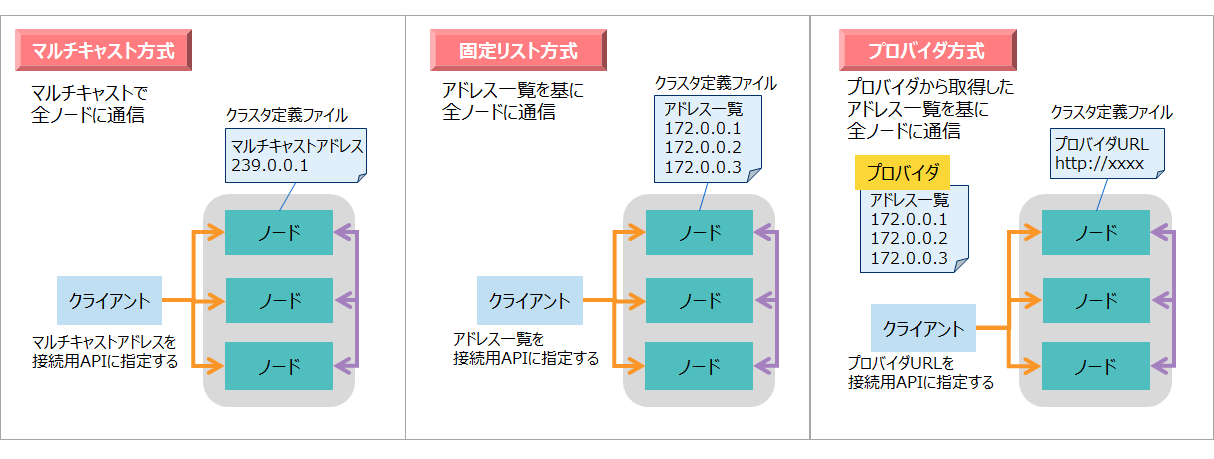 マルチキャスト方式
マルチキャストで
全ノードに通信
クラスタ定義ファイル
マルチキャストアドレス
239.0.0.1
ノード
ノード
ノード
クライアント
マルチキャストアドレスを
接続用APIに指定する
固定リスト方式
アドレス一覧を基に
全ノードに通信
クラスタ定義ファイル
アドレス一覧
172.0.0.1
172.0.0.2
172.0.0.3
ノード
ノード
ノード
クライアント
アドレス一覧を
接続用APIに指定する
プロバイダ方式
プロバイダから取得した
アドレス一覧を基に
全ノードに通信
クラスタ定義ファイル
プロバイダURL
http://xxxx
プロバイダ
アドレス一覧
172.0.0.1
172.0.0.2
172.0.0.3
ノード
ノード
ノード
クライアント
プロバイダURLを
接続用APIに指定する